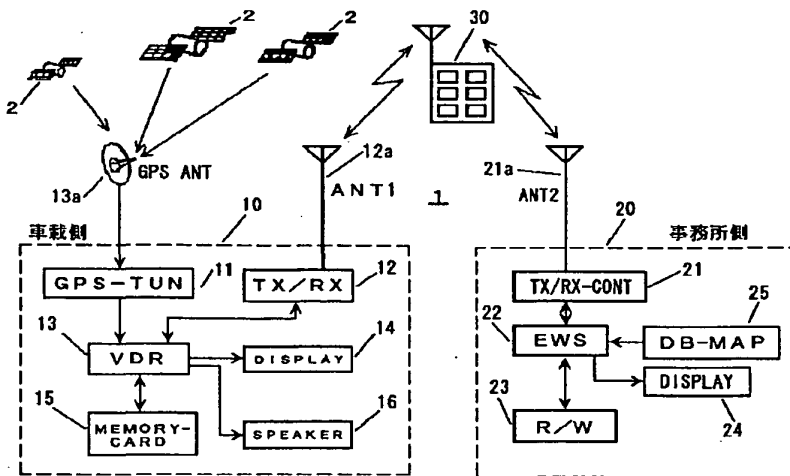 2
2
2
30
13a
GPS ANT
12a
ANT1
1
21a
ANT2
車載側
10
GPS-TUN
11
TX/RX
12
13
VDR
14
DISPLAY
15
MEMORY-
CARD
16
SPEAKER
20
事務所側
TX/RX-CONT
21
22
EWS
25
DB-MAP
DISPLAY
24
23
R/W